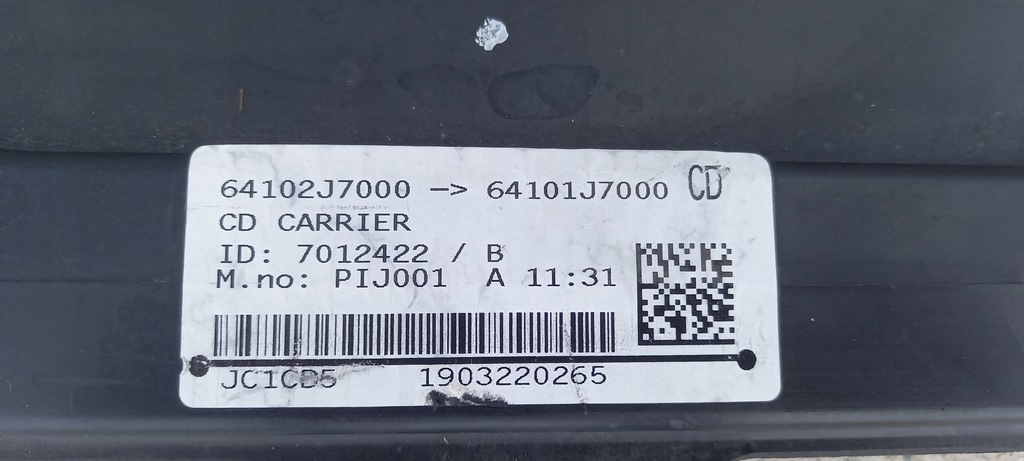 64102J7000 -> 64101J7000 CD
CD CARRIER
ID: 7012422 / B
M.no: PIJ001 A 11:31
JC1CB5 1903220265